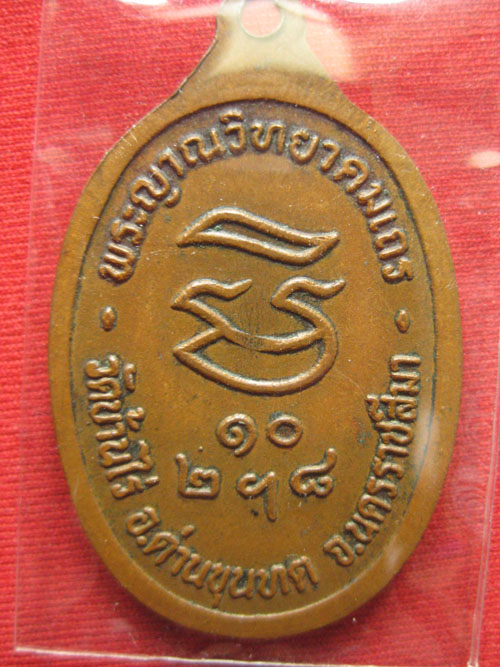 พระญาณวิทยาคมเถร
๑๐
๒ ๙ ๘
วัดบ้านไร่ อ.ด่านขุนทด จ.นครราชสีมา